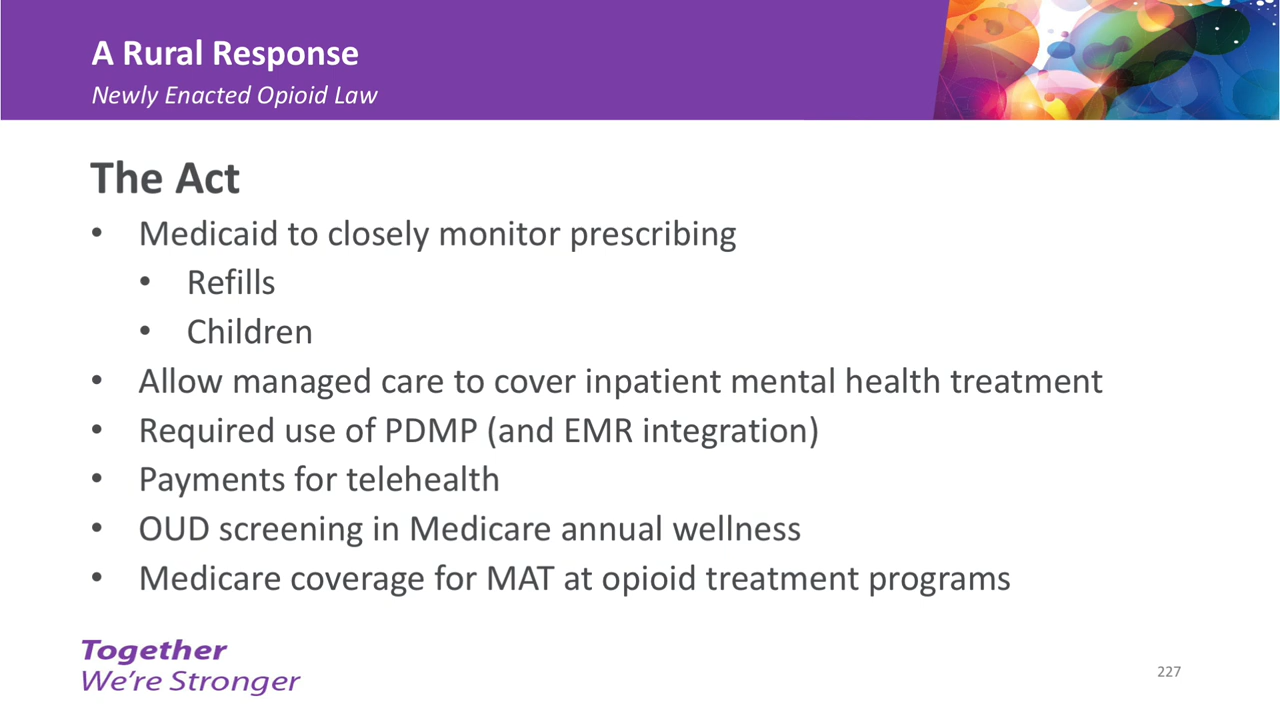 A Rural Response
Newly Enacted Opioid Law
The Act
• Medicaid to closely monitor prescribing
• Refills
• Children
• Allow managed care to cover inpatient mental health treatment
• Required use of PDMP (and EMR integration)
• Payments for telehealth
• OUD screening in Medicare annual wellness
• Medicare coverage for MAT at opioid treatment programs
Together
We're Stronger
227